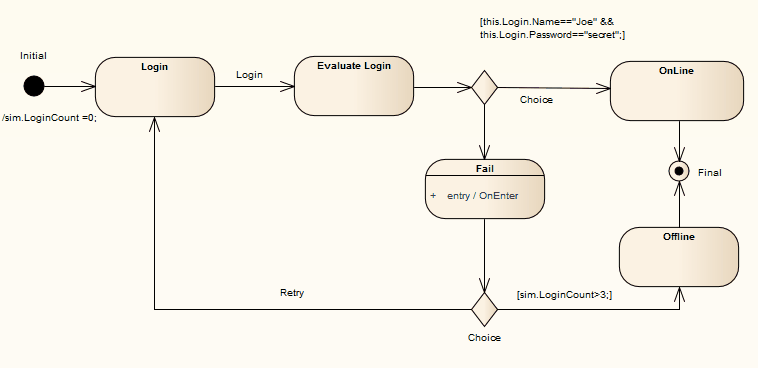 [this.Login.Name=="Joe" &&
this.Login.Password=="secret";]
Initial
Login
Login
Evaluate Login
Choice
OnLine
/sim.LoginCount =0;
Fail
+ entry / OnEnter
Final
Offline
Retry
[sim.LoginCount>3;]
Choice